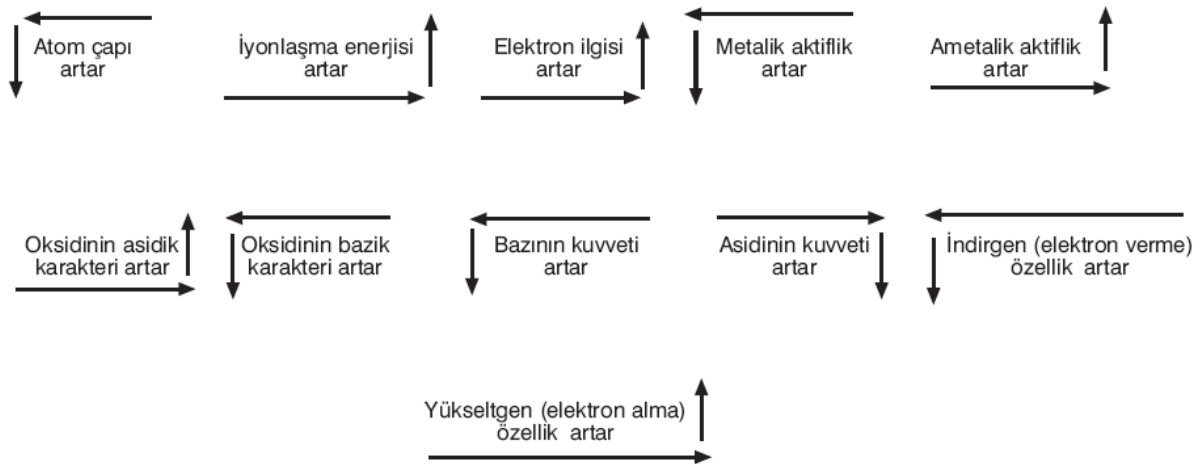 Atom çapı
artar
İyonlaşma enerjisi
artar
Elektron ilgisi
artar
Metalik aktiflik
artar
Ametalik aktiflik
artar
Oksidinin asidik
karakteri artar
Oksidinin bazik
karakteri artar
Bazının kuvveti
artar
Asidinin kuvveti
artar
İndirgen (elektron verme)
özellik artar
Yükseltgen (elektron alma)
özellik artar